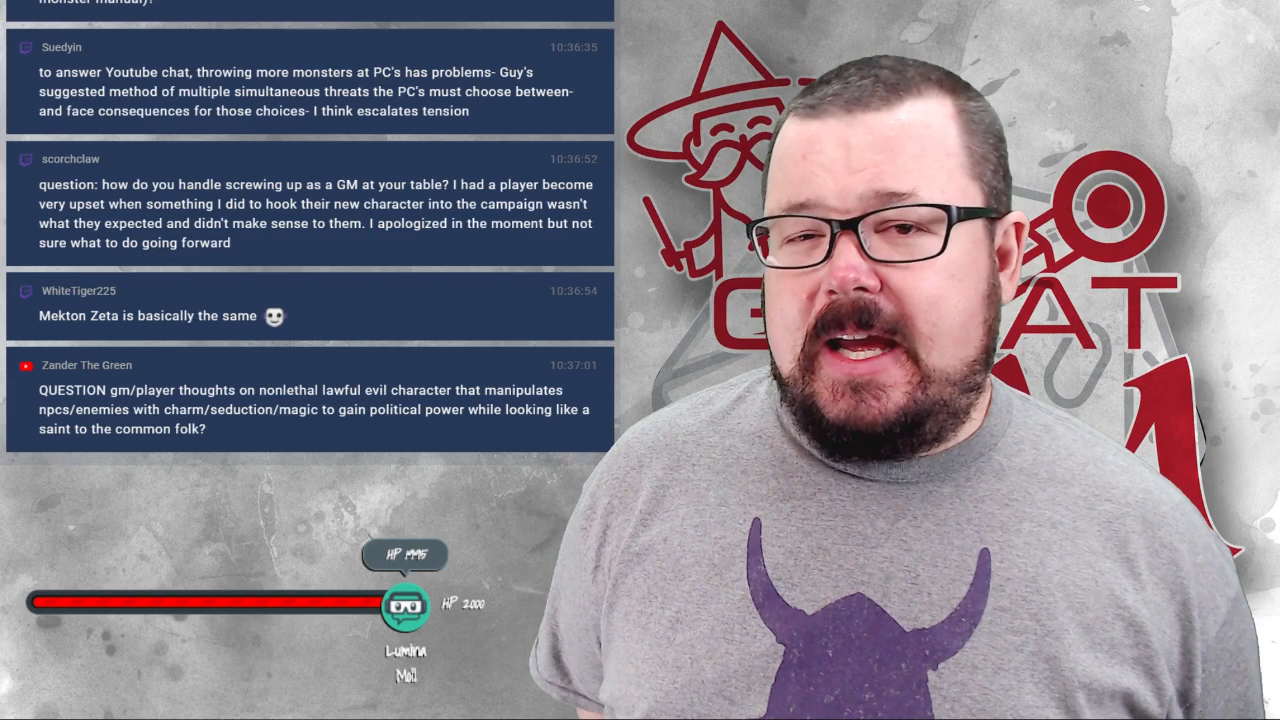 monster manual?
Suedyin
10:36:35
to answer Youtube chat, throwing more monsters at PC's has problems- Guy's
suggested method of multiple simultaneous threats the PC's must choose between-
and face consequences for those choices- I think escalates tension
scorchclaw
10:36:52
question: how do you handle screwing up as a GM at your table? I had a player become
very upset when something I did to hook their new character into the campaign wasn't
what they expected and didn't make sense to them. I apologized in the moment but not
sure what to do going forward
WhiteTiger225
10:36:54
Mekton Zeta is basically the same
Zander The Green
10:37:01
QUESTION gm/player thoughts on nonlethal lawful evil character that manipulates
npcs/enemies with charm/seduction/magic to gain political power while looking like a
saint to the common folk?
HP 1995
HP 2000
Lumina
G AT